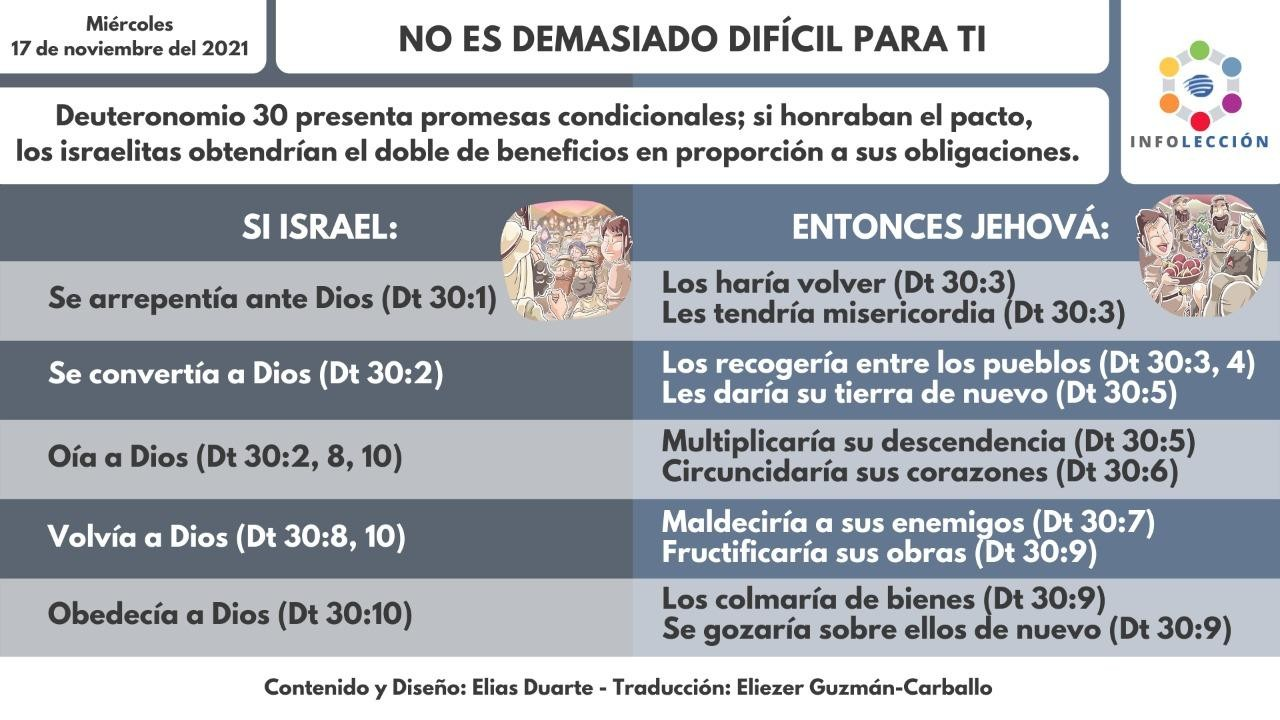 Miércoles
17 de noviembre del 2021
NO ES DEMASIADO DIFÍCIL PARA TI
INFOLECCIÓN
Deuteronomio 30 presenta promesas condicionales; si honraban el pacto,
los israelitas obtendrían el doble de beneficios en proporción a sus obligaciones.
SI ISRAEL:
ENTONCES JEHOVÁ:
Se arrepentía ante Dios (Dt 30:1)
Los haría volver (Dt 30:3)
Les tendría misericordia (Dt 30:3)
Se convertía a Dios (Dt 30:2)
Los recogería entre los pueblos (Dt 30:3, 4)
Les daría su tierra de nuevo (Dt 30:5)
Oía a Dios (Dt 30:2, 8, 10)
Multiplicaría su descendencia (Dt 30:5)
Circuncidaría sus corazones (Dt 30:6)
Volvía a Dios (Dt 30:8, 10)
Maldeciría a sus enemigos (Dt 30:7)
Fructificaría sus obras (Dt 30:9)
Obedecía a Dios (Dt 30:10)
Los colmaría de bienes (Dt 30:9)
Se gozaría sobre ellos de nuevo (Dt 30:9)
Contenido y Diseño: Elias Duarte - Traducción: Eliezer Guzmán-Carballo